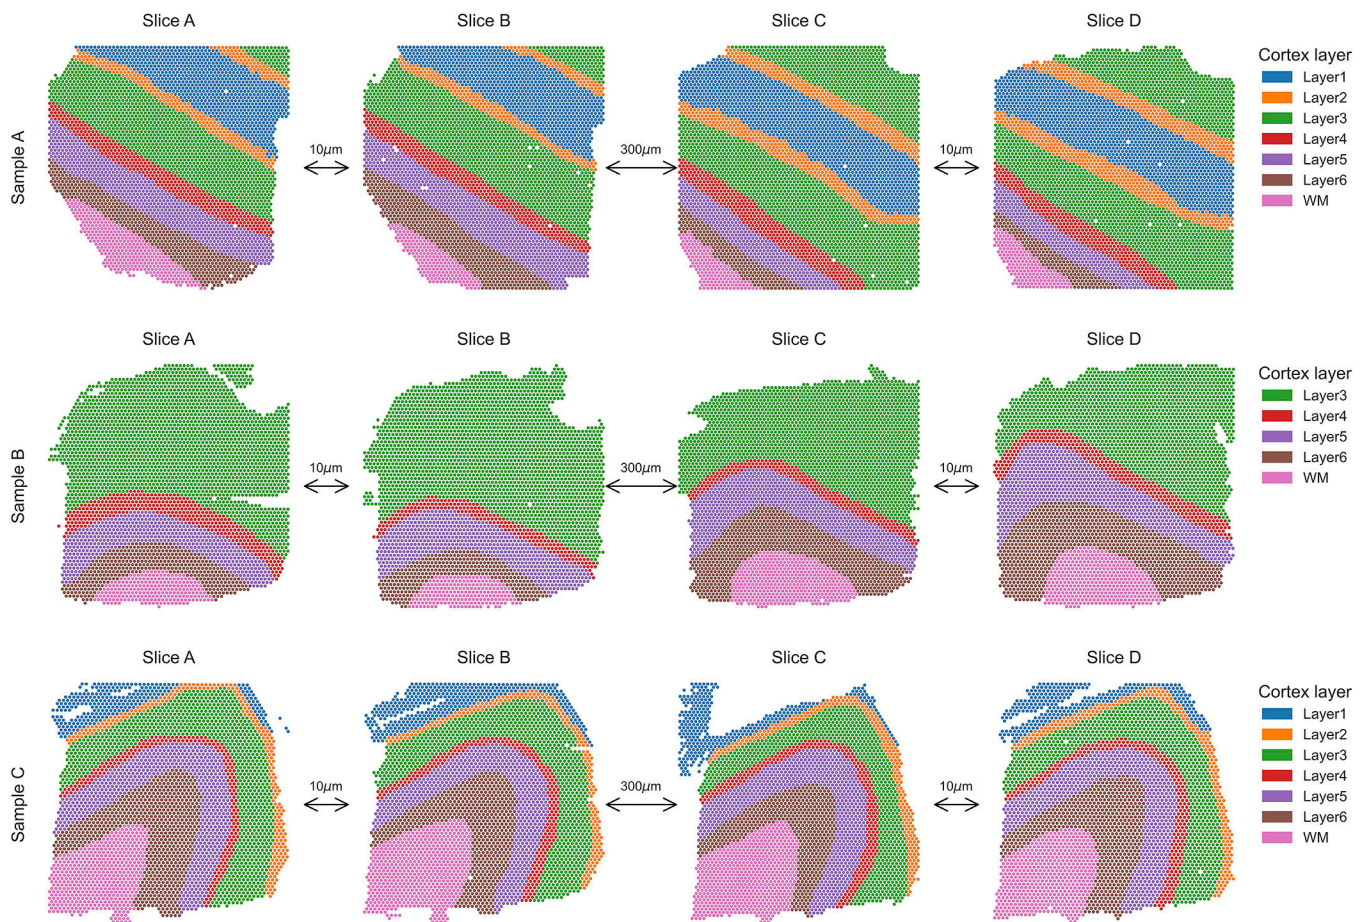 Slice A Slice B Slice C Slice D
Sample A
10μm 300μm 10μm
Cortex layer
Layer1
Layer2
Layer3
Layer4
Layer5
Layer6
WM
Slice A Slice B Slice C Slice D
Sample B
10μm 300μm 10μm
Cortex layer
Layer3
Layer4
Layer5
Layer6
WM
Slice A Slice B Slice C Slice D
Sample C
10μm 300μm 10μm
Cortex layer
Layer1
Layer2
Layer3
Layer4
Layer5
Layer6
WM